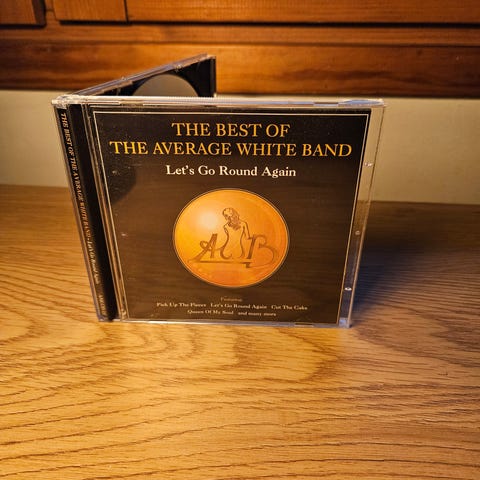 THE BEST OF
THE AVERAGE WHITE BAND
Let's Go Round Again
AWB
Featuring
Pick Up The Pieces Let's Go Round Again Cut The Cake
Queen Of My Soul and many more
THE BEST OF THE AVERAGE WHITE BAND - Let's Go Round Again